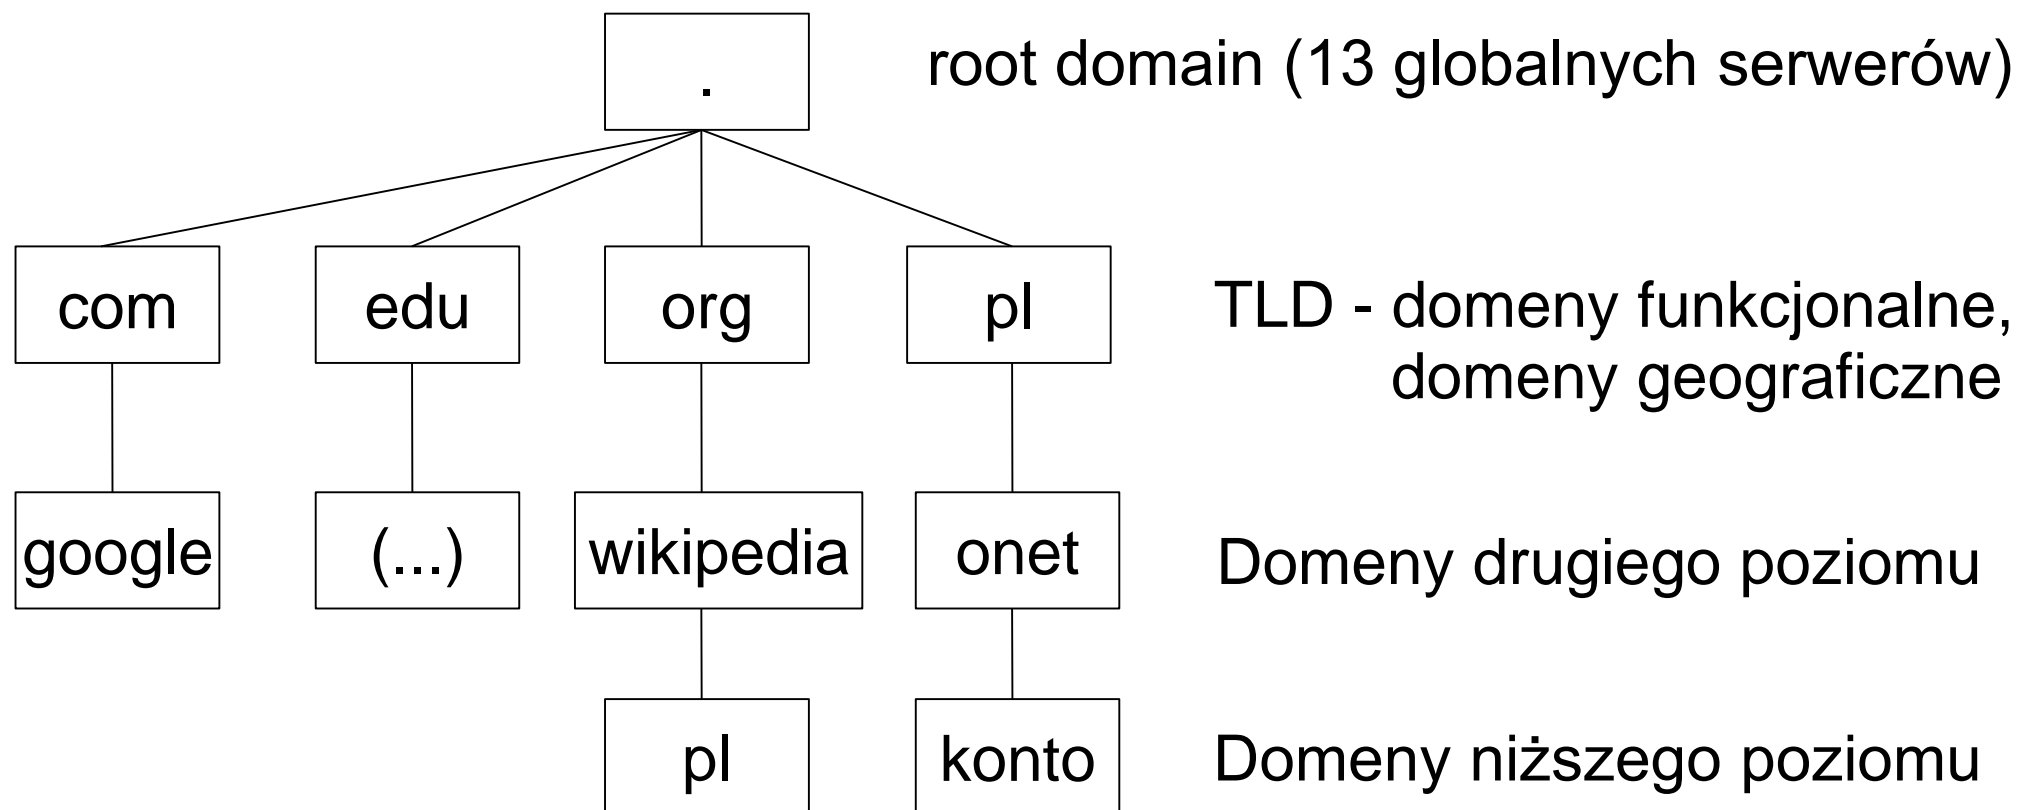 .
root domain (13 globalnych serwerów)
com
edu
org
pl
TLD - domeny funkcjonalne,
domeny geograficzne
google
(...)
wikipedia
onet
Domeny drugiego poziomu
pl
konto
Domeny niższego poziomu